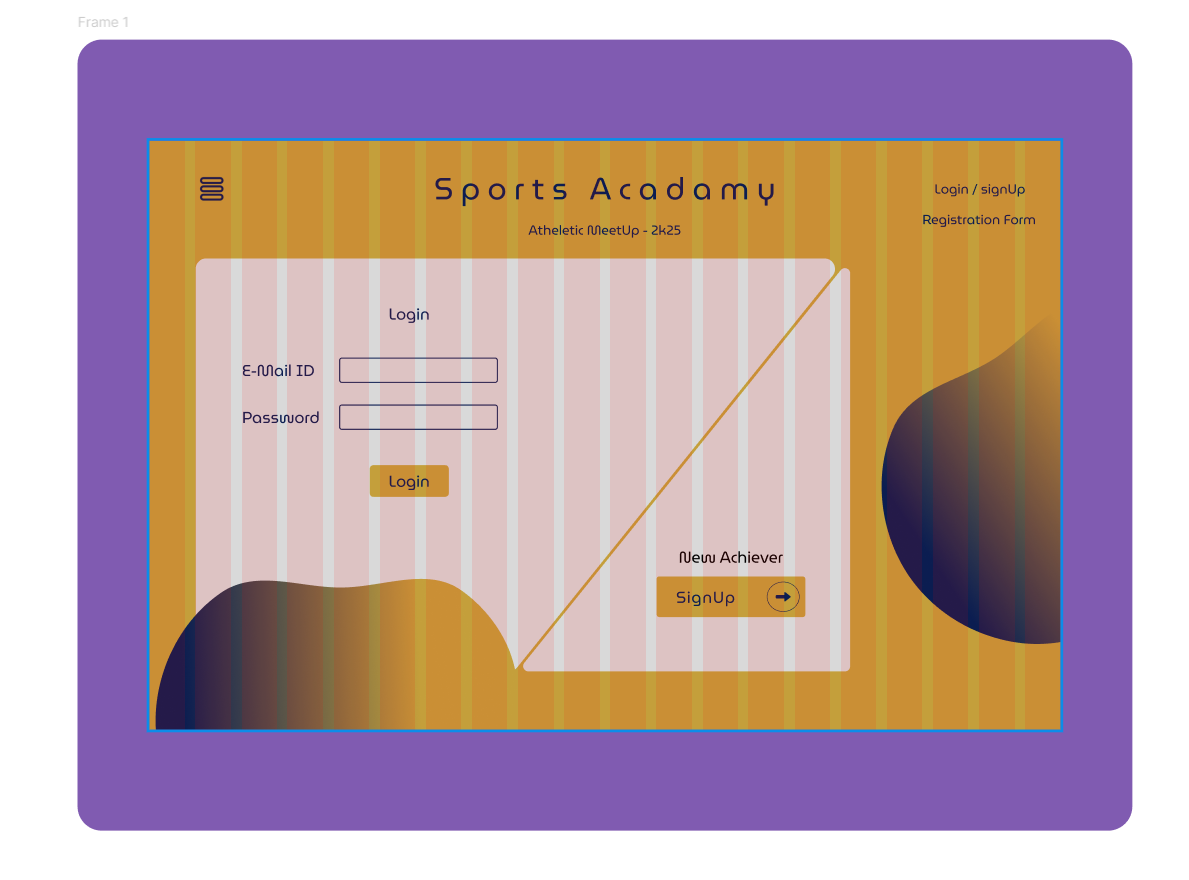 Frame 1
Sports Acadamy
Login / signUp
Atheletic MeetUp - 2k25
Registration Form
Login
E-Mail ID
Password
Login
New Achiever
SignUp